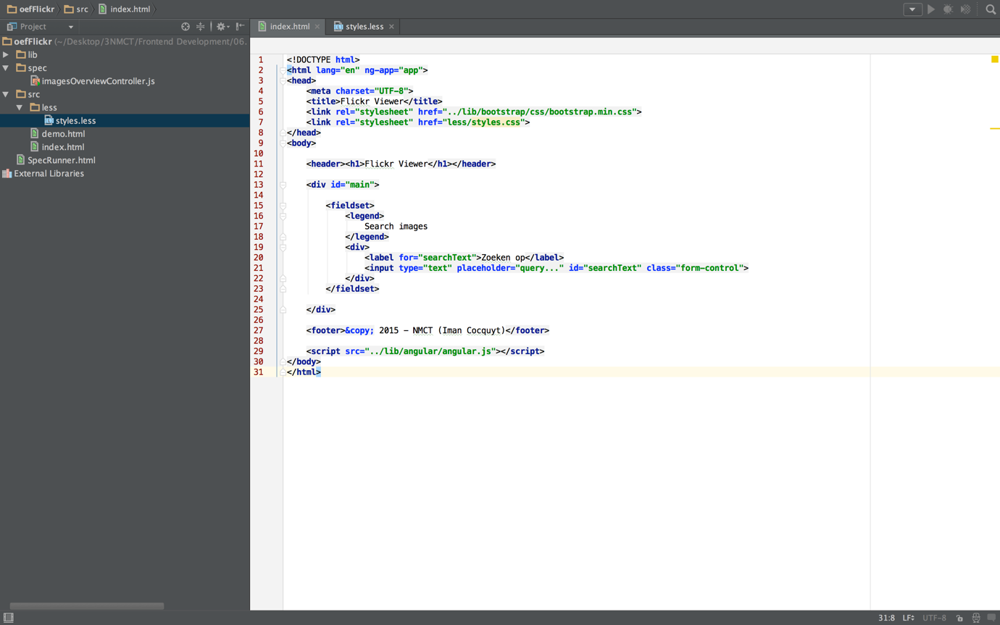 oefFlickr src index.html
Project
index.html styles.less
oefFlickr (~/Desktop/3NMCT/Frontend Development/06.
lib
spec
imagesOverviewController.js
src
less
styles.less
demo.html
index.html
SpecRunner.html
External Libraries
1 <!DOCTYPE html>
2 <html lang="en" ng-app="app">
3 <head>
4     <meta charset="UTF-8">
5     <title>Flickr Viewer</title>
6     <link rel="stylesheet" href="../lib/bootstrap/css/bootstrap.min.css">
7     <link rel="stylesheet" href="less/styles.css">
8 </head>
9 <body>
10
11     <header><h1>Flickr Viewer</h1></header>
12
13     <div id="main">
14
15         <fieldset>
16             <legend>
17                 Search images
18             </legend>
19             <div>
20                 <label for="searchText">Zoeken op</label>
21                 <input type="text" placeholder="query..." id="searchText" class="form-control">
22             </div>
23         </fieldset>
24
25     </div>
26
27     <footer>&copy; 2015 - NMCT (Iman Cocquyt)</footer>
28
29     <script src="../lib/angular/angular.js"></script>
30 </body>
31 </html>
31:8 LF UTF-8